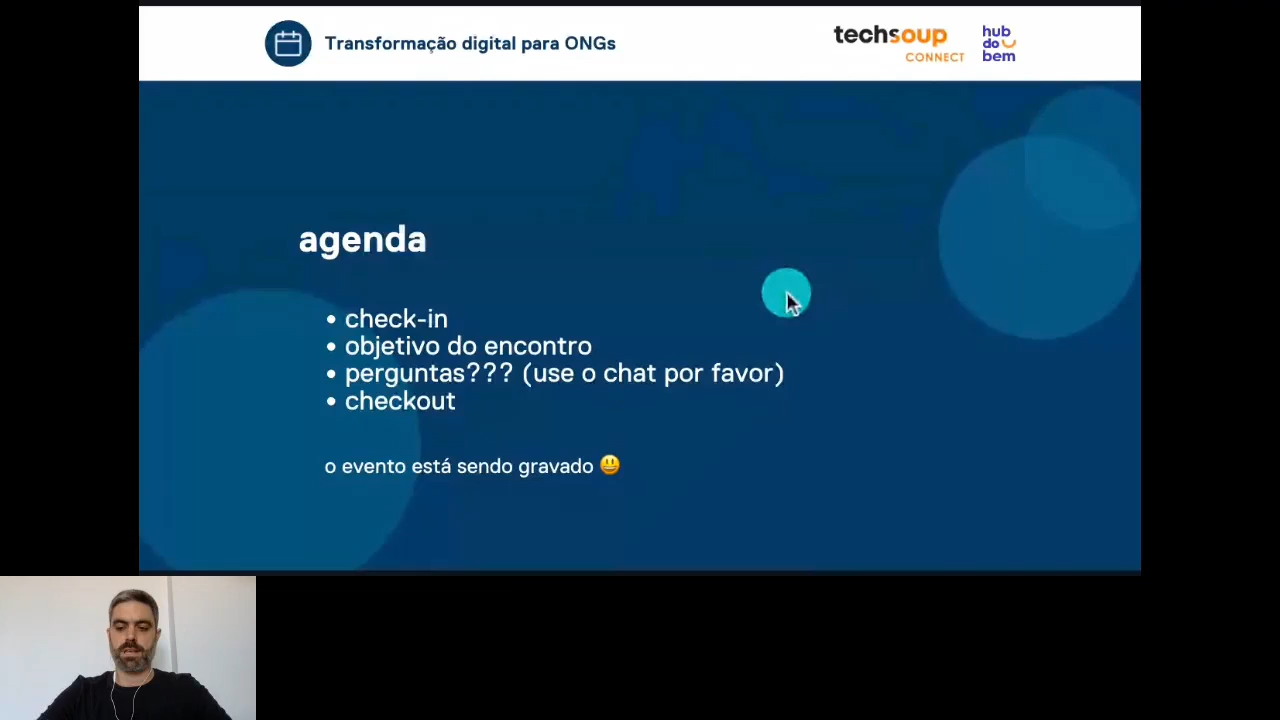 Transformação digital para ONGs
techsoup
CONNECT
hub
do
bem
agenda
• check-in
• objetivo do encontro
• perguntas??? (use o chat por favor)
• checkout
o evento está sendo gravado 😃